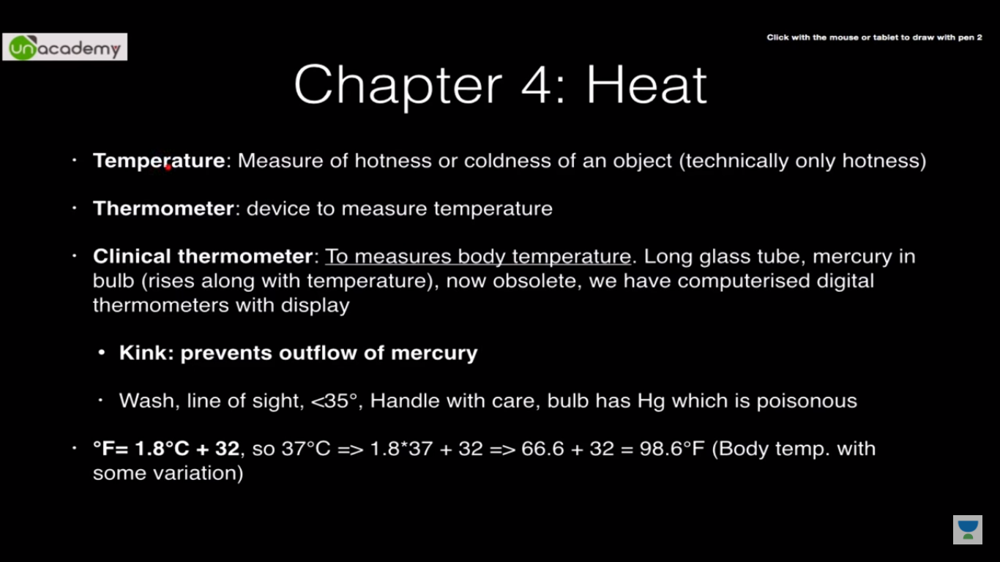 unacademy
Click with the mouse or tablet to draw with pen 2
Chapter 4: Heat
· Temperature: Measure of hotness or coldness of an object (technically only hotness)
· Thermometer: device to measure temperature
· Clinical thermometer: To measures body temperature. Long glass tube, mercury in
bulb (rises along with temperature), now obsolete, we have computerised digital
thermometers with display
• Kink: prevents outflow of mercury
· Wash, line of sight, <35°, Handle with care, bulb has Hg which is poisonous
· °F= 1.8°C + 32, so 37°C => 1.8*37 + 32 => 66.6 + 32 = 98.6°F (Body temp. with
some variation)